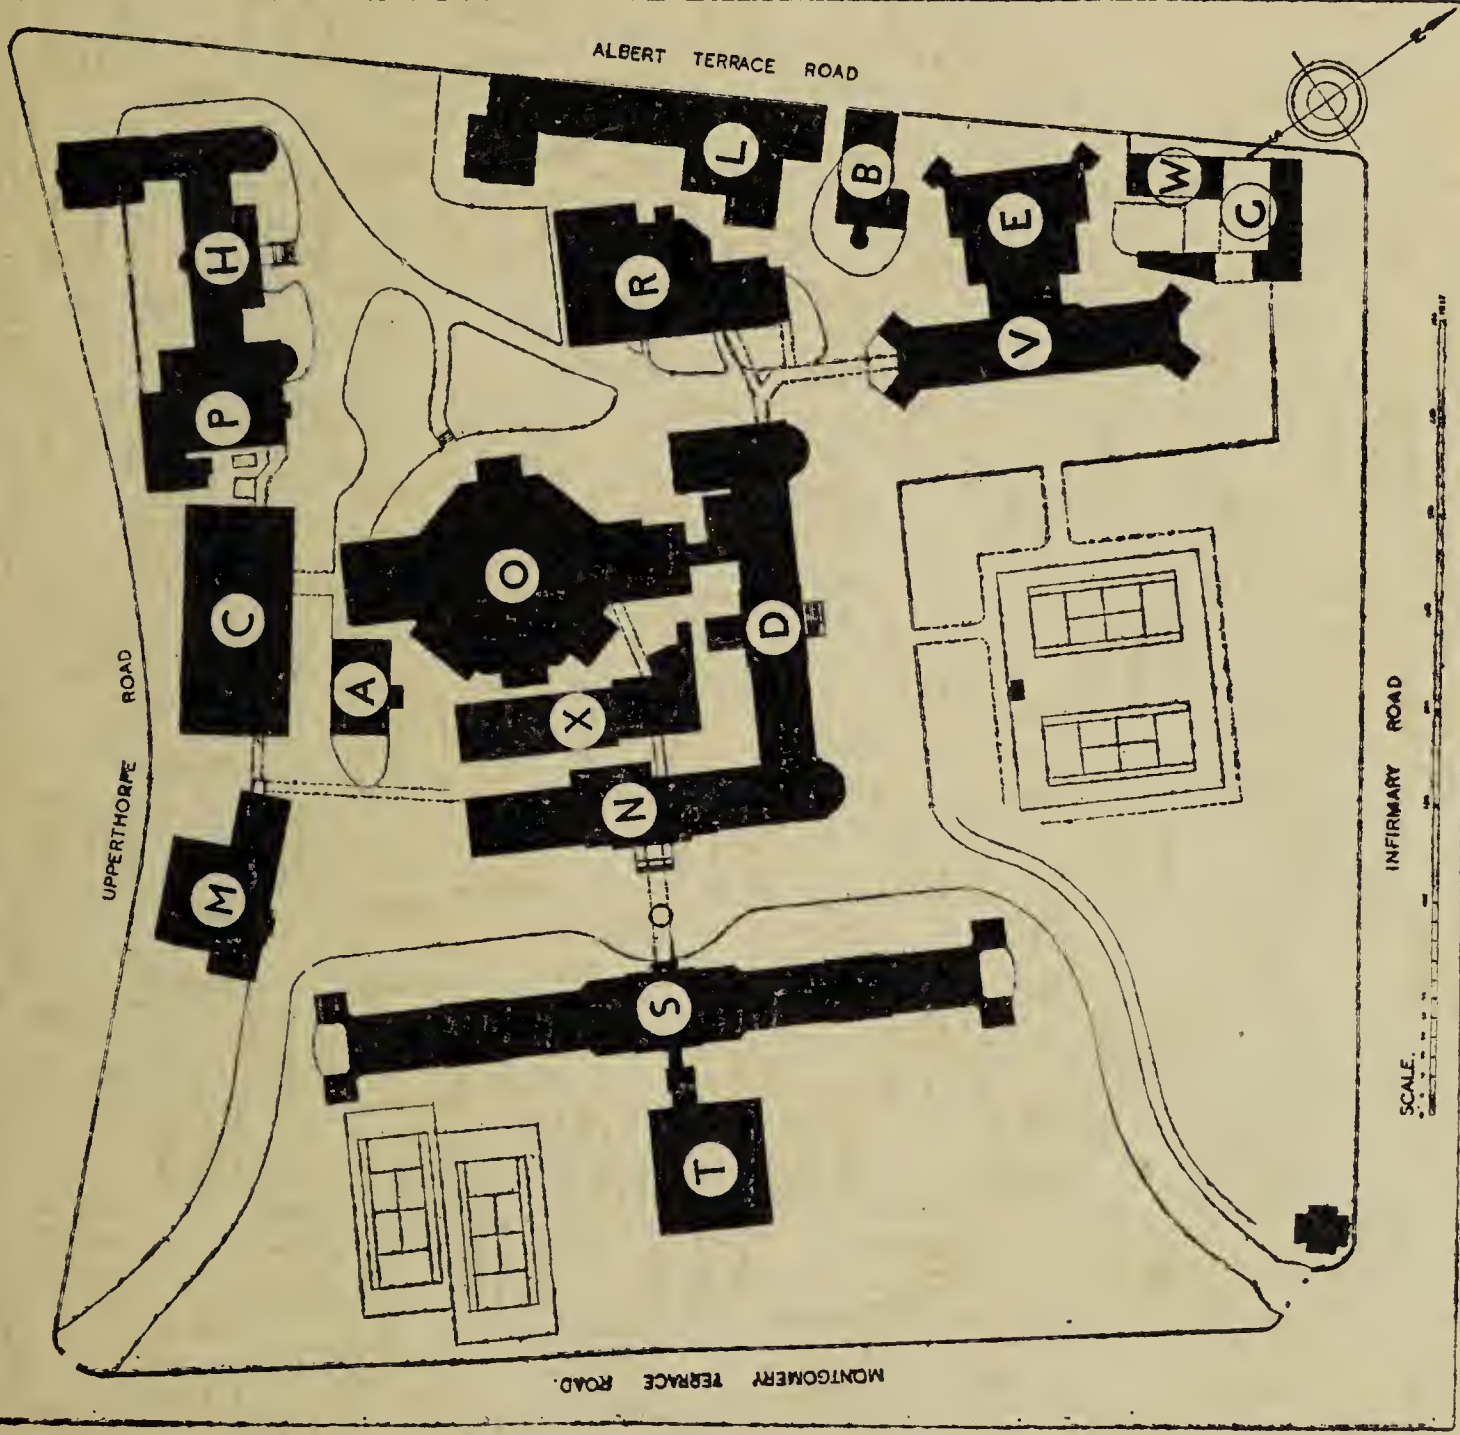 ALBERT TERRACE ROAD
L
B
W
C
E
H
R
V
P
O
C
D
A
X
N
M
S
T
UPPERTHORPE ROAD
INFIRMARY ROAD
SCALE.
MONTGOMERY TERRACE ROAD.